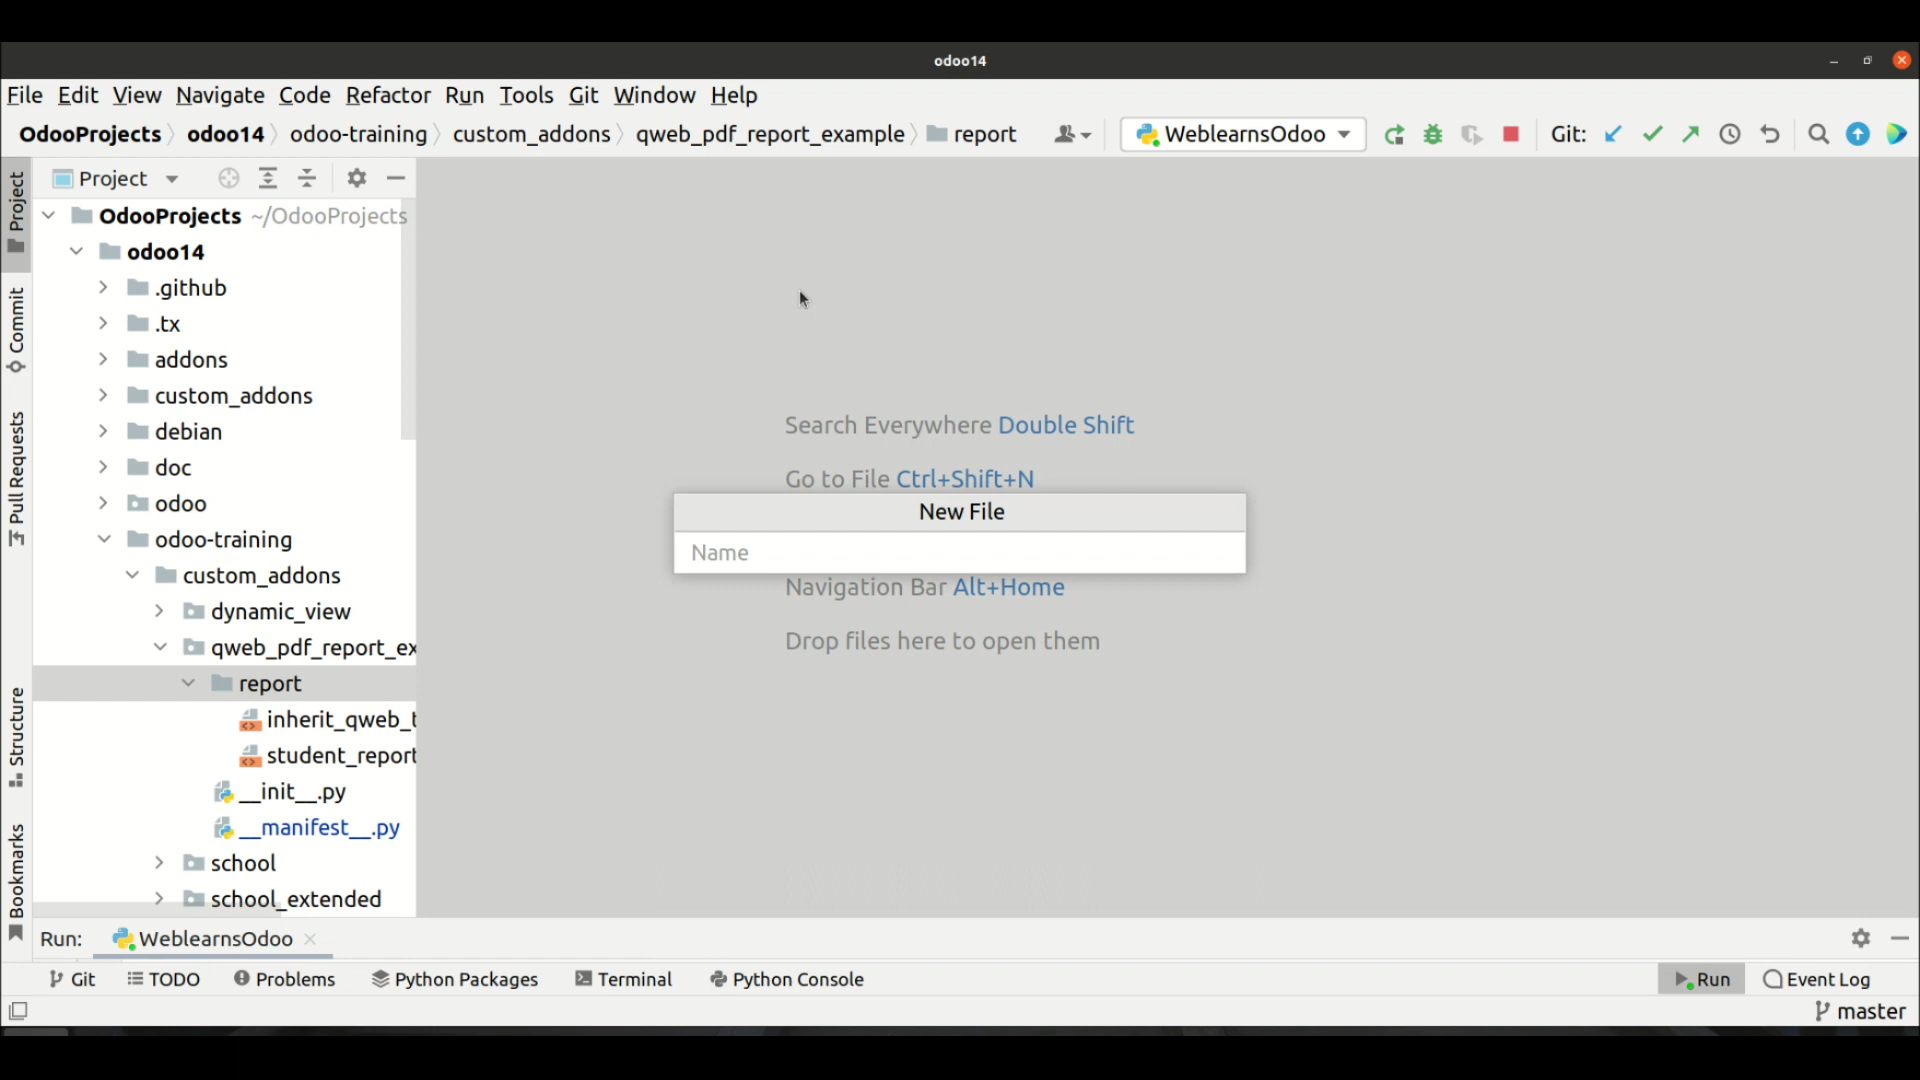 odoo14
File Edit View Navigate Code Refactor Run Tools Git Window Help
OdooProjects odoo14 odoo-training custom_addons qweb_pdf_report_example report WeblearnsOdoo Git:
Project
OdooProjects ~/OdooProjects
odoo14
.github
.tx
addons
custom_addons
debian
doc
odoo
odoo-training
custom_addons
dynamic_view
qweb_pdf_report_ex
report
inherit_qweb_t
student_report
__init__.py
__manifest__.py
school
school_extended
Project
Commit
Pull Requests
Structure
Bookmarks
Search Everywhere Double Shift
Go to File Ctrl+Shift+N
New File
Name
Navigation Bar Alt+Home
Drop files here to open them
Run: WeblearnsOdoo
Git TODO Problems Python Packages Terminal Python Console Run Event Log
master